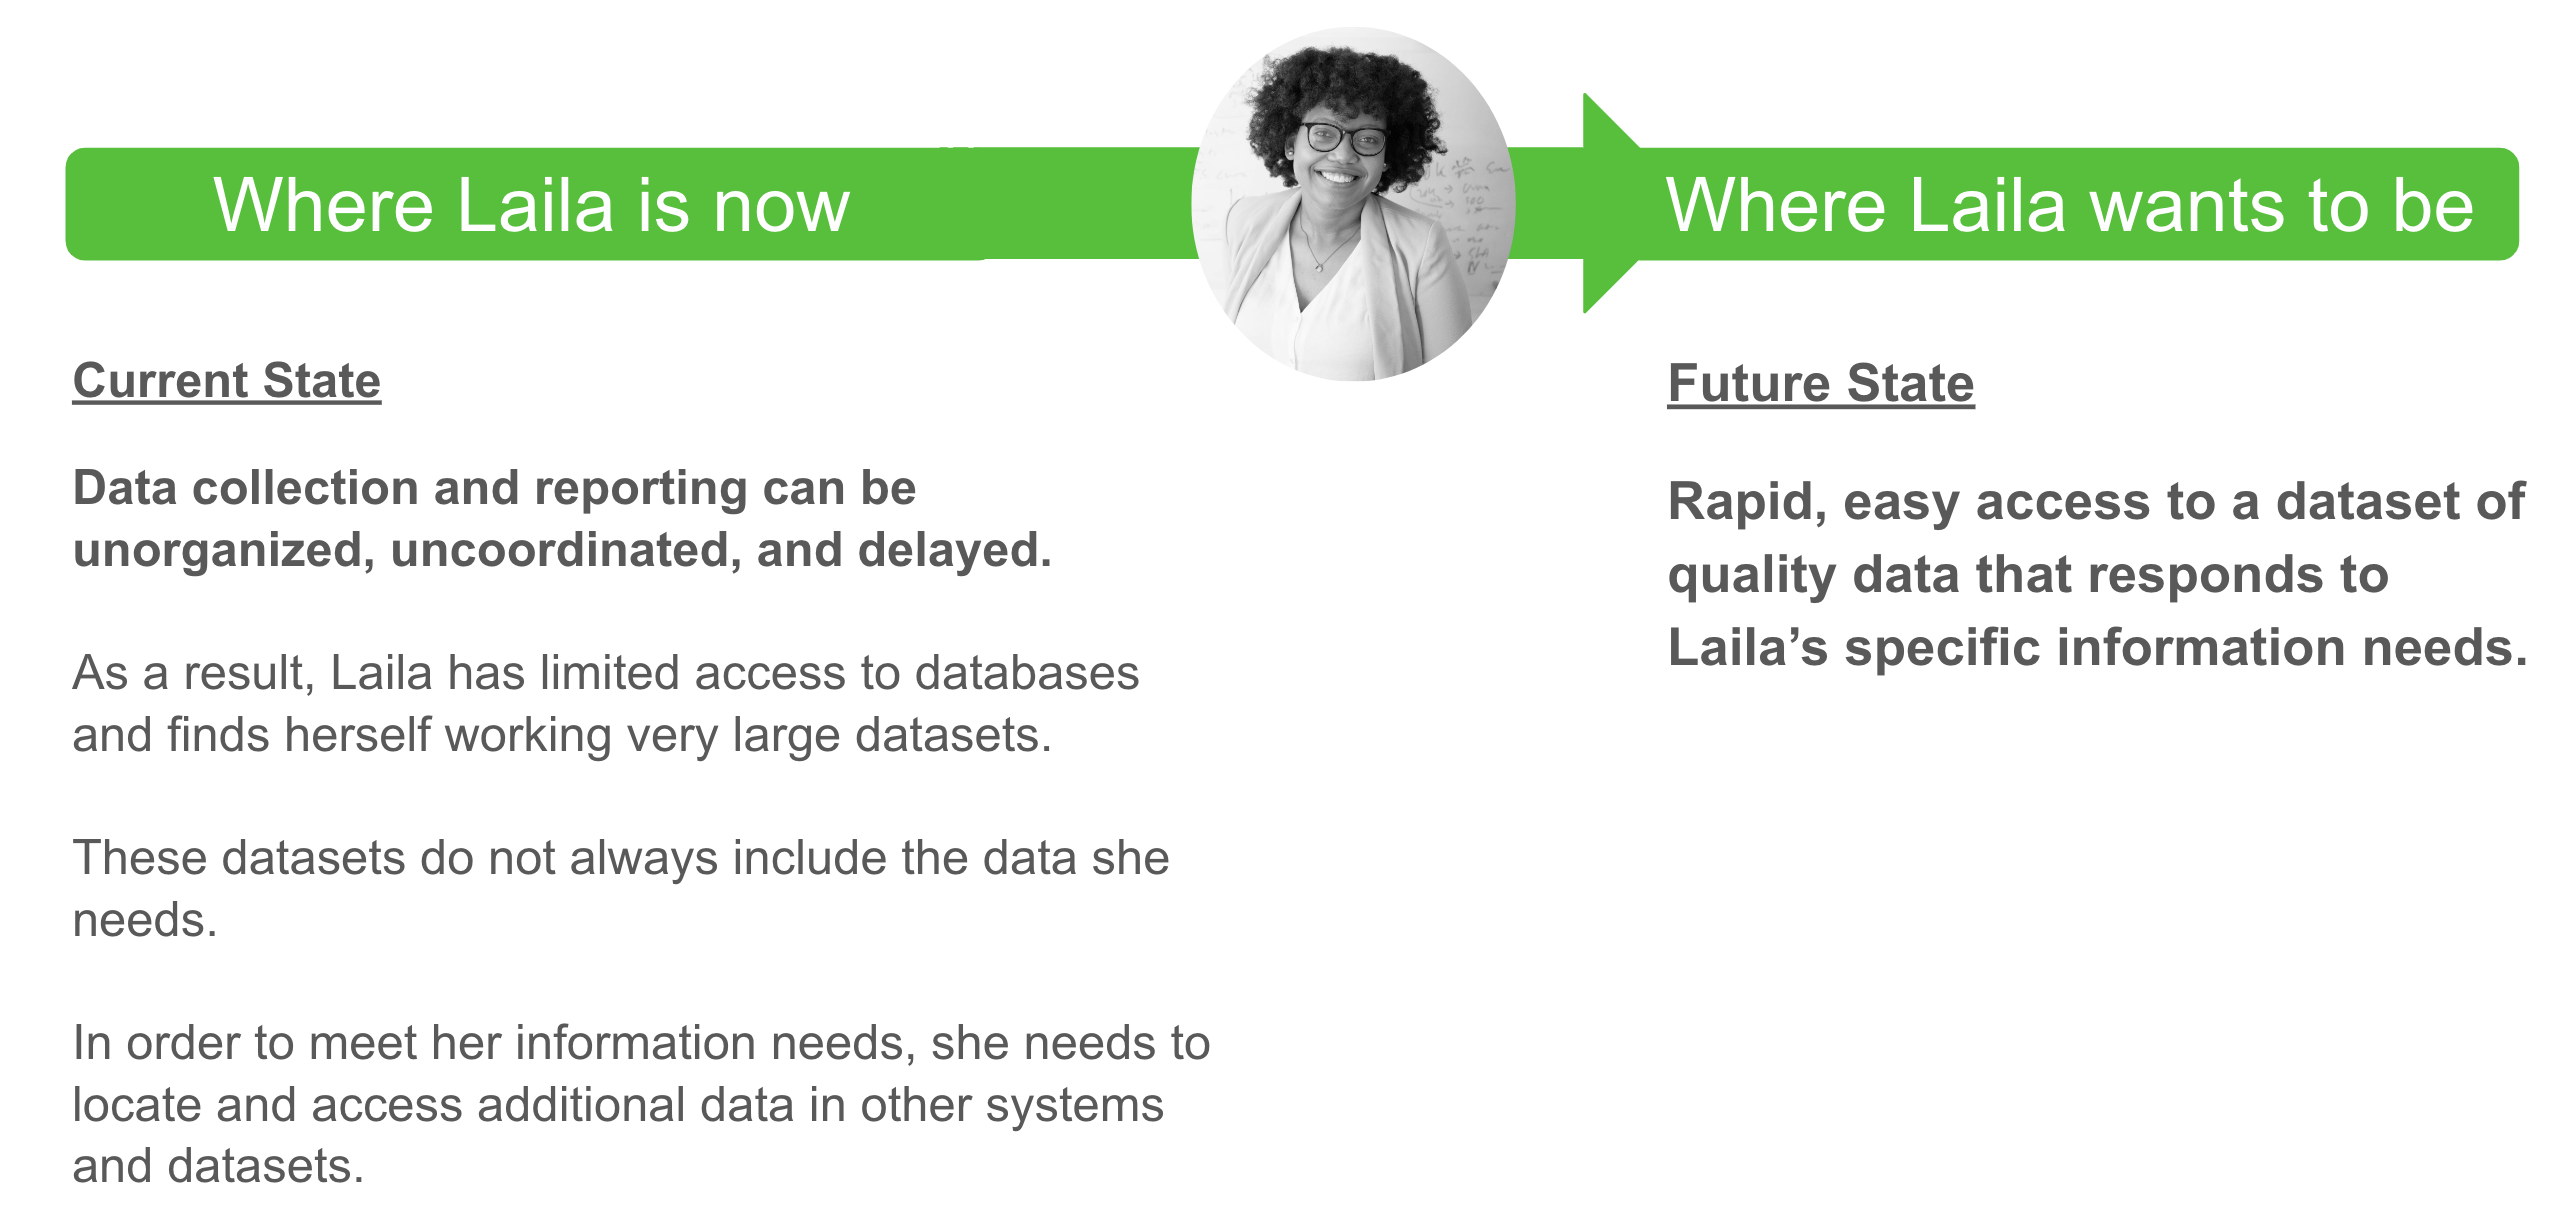 Where Laila is now
Where Laila wants to be
Current State
Data collection and reporting can be
unorganized, uncoordinated, and delayed.
As a result, Laila has limited access to databases
and finds herself working very large datasets.
These datasets do not always include the data she
needs.
In order to meet her information needs, she needs to
locate and access additional data in other systems
and datasets.
Future State
Rapid, easy access to a dataset of
quality data that responds to
Laila’s specific information needs.